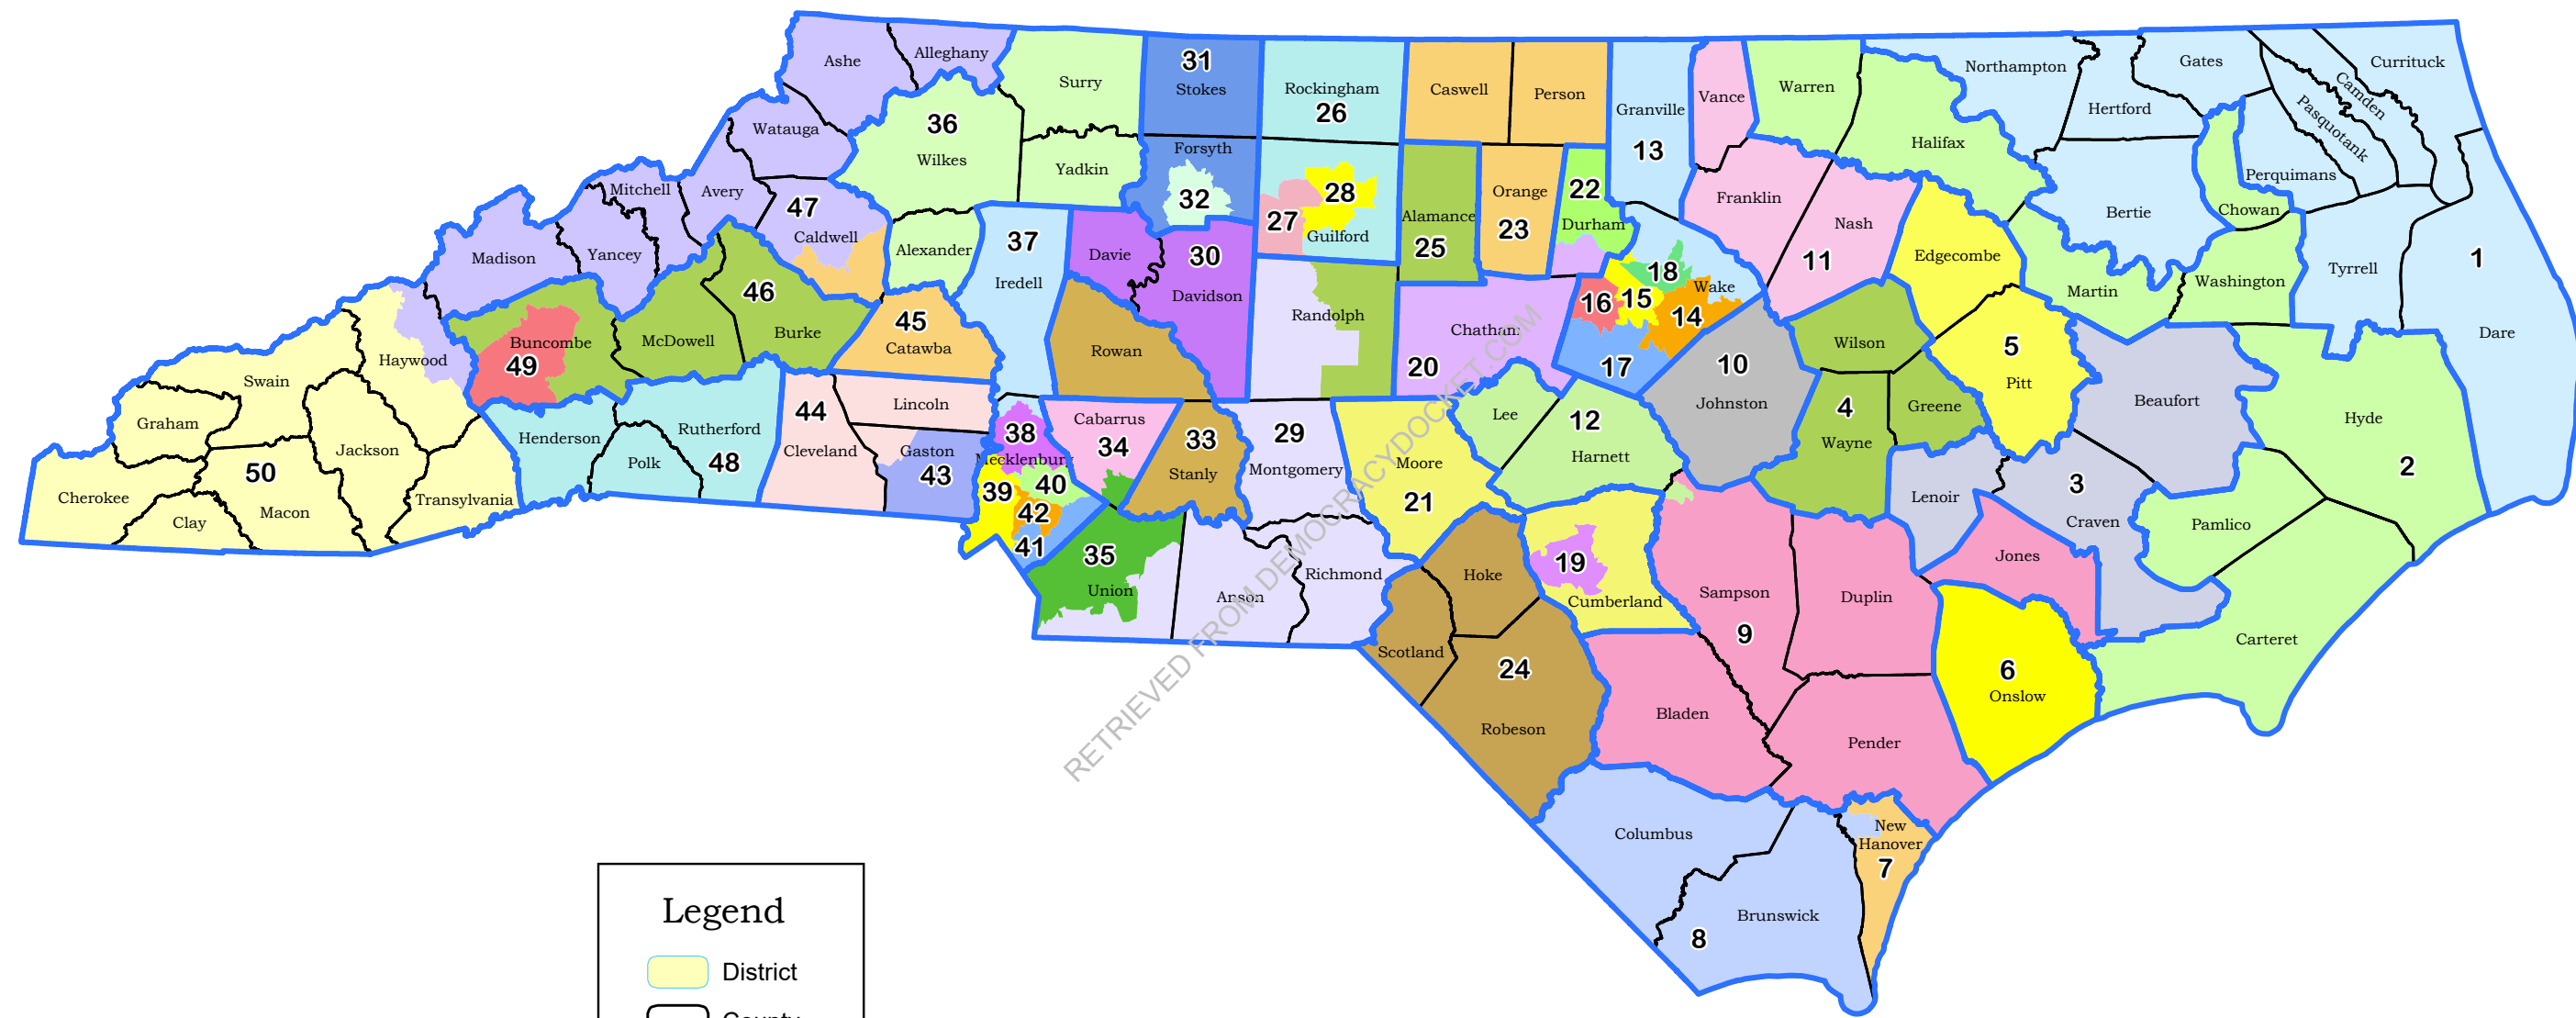 Ashe
Alleghany
Surry
31
Stokes
Rockingham
26
Caswell
Person
Granville
13
Vance
Warren
Northampton
Gates
Currituck
Camden
Pasquotank
Hertford
Halifax
Watauga
36
Wilkes
Yadkin
Forsyth
32
28
27
Guilford
Alamance
25
Orange
23
22
Durham
Franklin
Nash
11
Edgecombe
Bertie
Perquimans
Chowan
Mitchell
Avery
47
Caldwell
Alexander
37
Iredell
Davie
30
Davidson
Madison
Yancey
46
Burke
McDowell
45
Catawba
Rowan
Randolph
Chatham
20
18
Wake
16
15
14
17
10
Johnston
Wilson
5
Pitt
Martin
Washington
Tyrrell
1
Dare
Haywood
Buncombe
49
Swain
Graham
Jackson
Cherokee
50
Clay
Macon
Transylvania
Henderson
Polk
Rutherford
48
44
Cleveland
Lincoln
Gaston
43
38
Mecklenburg
39
40
42
41
Cabarrus
34
33
Stanly
29
Montgomery
Moore
21
Lee
12
Harnett
4
Wayne
Greene
Lenoir
Beaufort
3
Craven
Hyde
2
Pamlico
Jones
Carteret
35
Union
Anson
Richmond
Hoke
19
Cumberland
Scotland
24
Robeson
Sampson
9
Duplin
6
Onslow
Bladen
Pender
Columbus
New
Hanover
7
Brunswick
8
RETRIEVED FROM DEMOCRACYDOCKET.COM
Legend
District
County